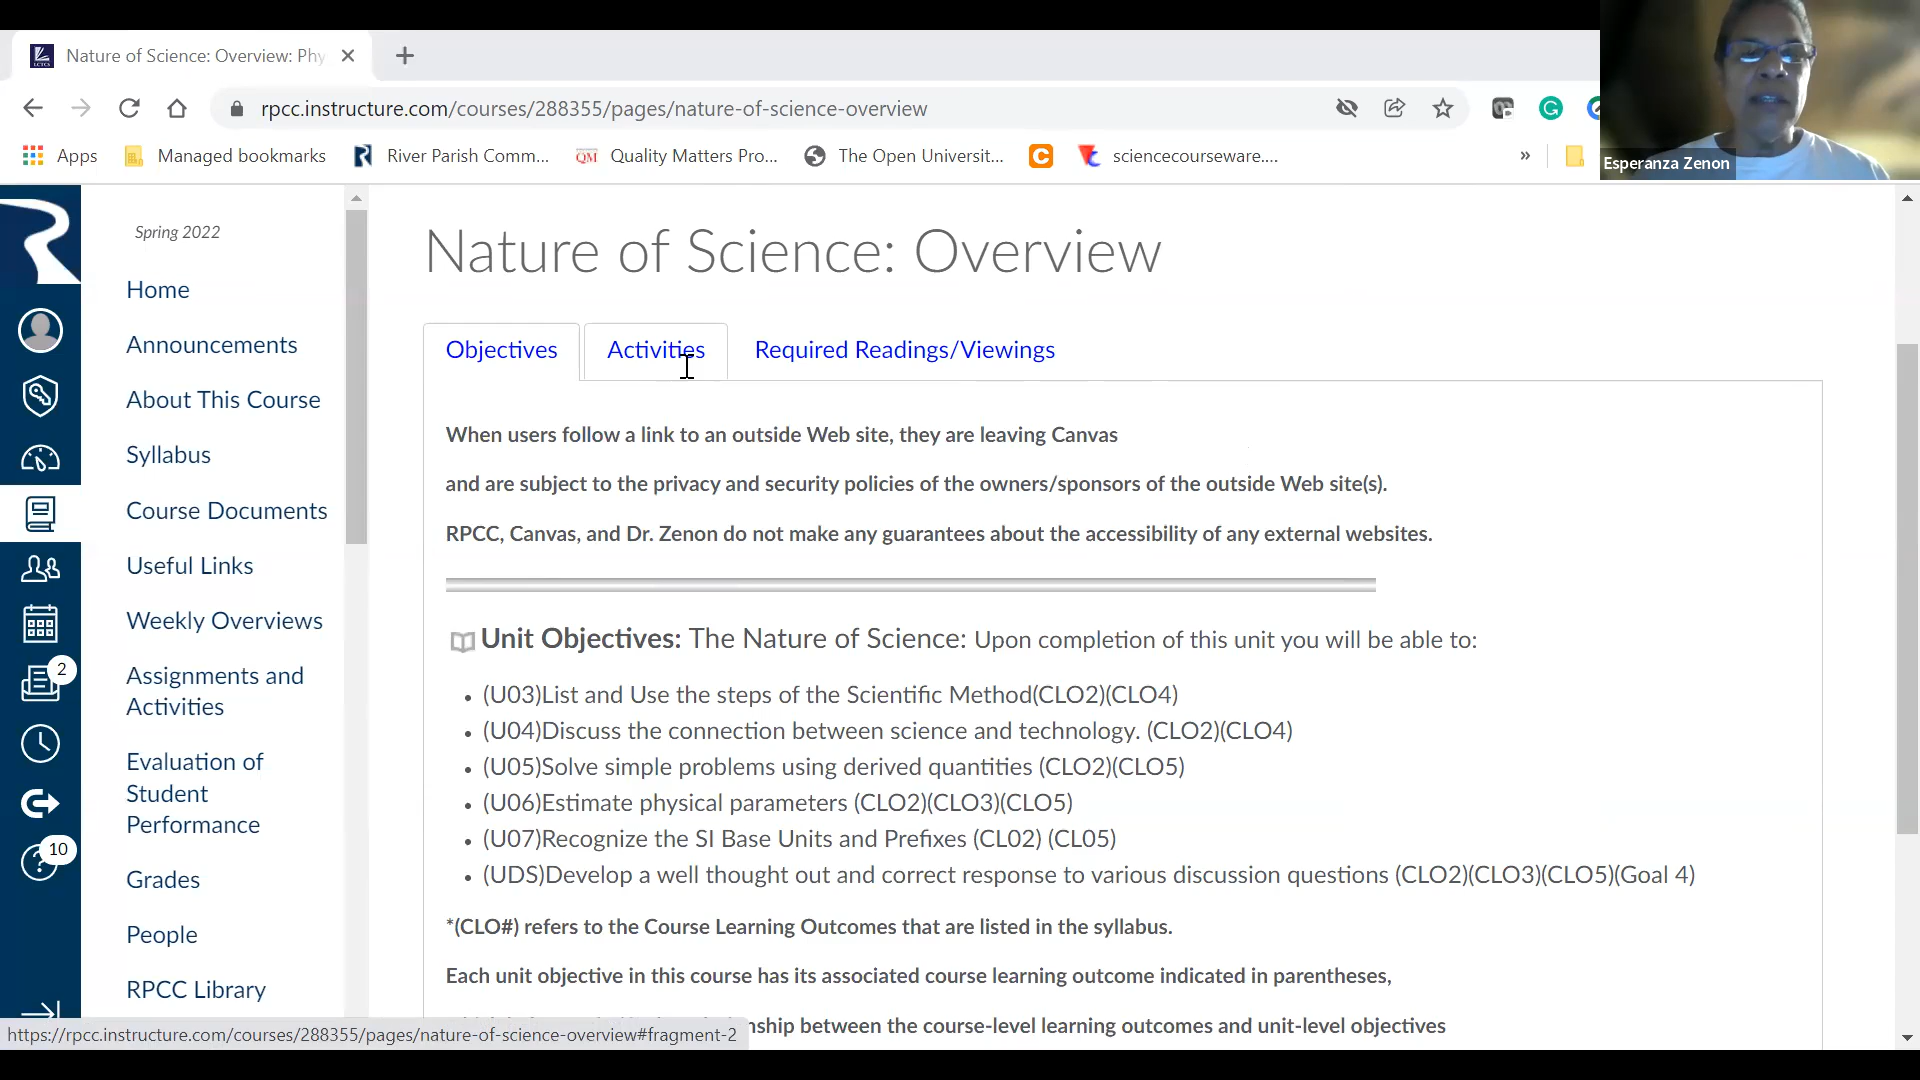 Nature of Science: Overview: Phy
rpcc.instructure.com/courses/288355/pages/nature-of-science-overview
Apps
Managed bookmarks
River Parish Comm...
QM
Quality Matters Pro...
The Open Universit...
sciencecourseware....
»
Esperanza Zenon
Spring 2022
Home
Announcements
About This Course
Syllabus
Course Documents
Useful Links
Weekly Overviews
Assignments and
Activities
Evaluation of
Student
Performance
Grades
People
RPCC Library
2
10
Nature of Science: Overview
Objectives
Activities
Required Readings/Viewings
When users follow a link to an outside Web site, they are leaving Canvas
and are subject to the privacy and security policies of the owners/sponsors of the outside Web site(s).
RPCC, Canvas, and Dr. Zenon do not make any guarantees about the accessibility of any external websites.
Unit Objectives: The Nature of Science: Upon completion of this unit you will be able to:
• (U03)List and Use the steps of the Scientific Method(CLO2)(CLO4)
• (U04)Discuss the connection between science and technology. (CLO2)(CLO4)
• (U05)Solve simple problems using derived quantities (CLO2)(CLO5)
• (U06)Estimate physical parameters (CLO2)(CLO3)(CLO5)
• (U07)Recognize the SI Base Units and Prefixes (CL02) (CL05)
• (UDS)Develop a well thought out and correct response to various discussion questions (CLO2)(CLO3)(CLO5)(Goal 4)
*(CLO#) refers to the Course Learning Outcomes that are listed in the syllabus.
Each unit objective in this course has its associated course learning outcome indicated in parentheses,
nship between the course-level learning outcomes and unit-level objectives
https://rpcc.instructure.com/courses/288355/pages/nature-of-science-overview#fragment-2